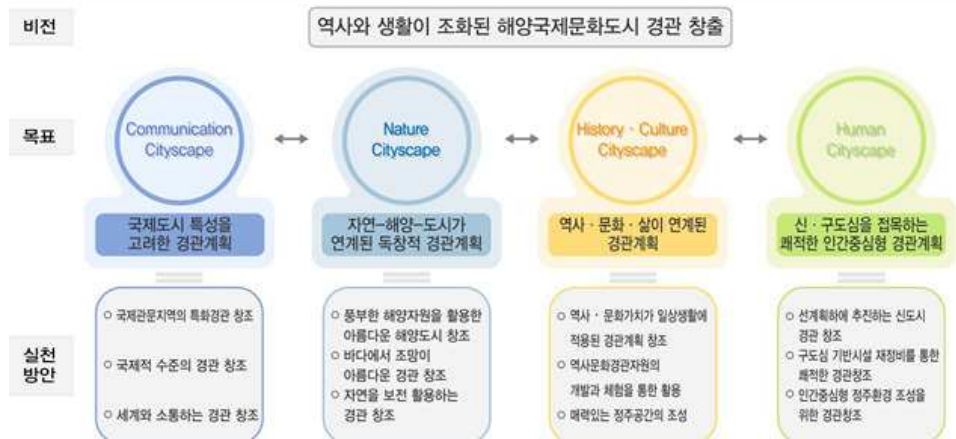 비전
역사와 생활이 조화된 해양국제문화도시 경관 창출
목표
Communication
Cityscape
Nature
Cityscape
History · Culture
Cityscape
Human
Cityscape
국제도시 특성을
고려한 경관계획
자연-해양-도시가
연계된 독창적 경관계획
역사 · 문화 · 삶이 연계된
경관계획
신 · 구도심을 접목하는
쾌적한 인간중심형 경관계획
실천
방안
○ 국제관문지역의 특화경관 창조
○ 국제적 수준의 경관 창조
○ 세계와 소통하는 경관 창조
○ 풍부한 해양자원을 활용한
아름다운 해양도시 창조
○ 바다에서 조망이
아름다운 경관 창조
○ 자연을 보전 활용하는
경관 창조
○ 역사 · 문화가치가 일상생활에
적용된 경관계획 창조
○ 역사문화경관자원의
개발과 체험을 통한 활용
○ 매력있는 정주공간의 조성
○ 선계획하에 추진하는 신도시
경관 창조
○ 구도심 기반시설 재정비를 통한
쾌적한 경관창조
○ 인간중심형 정주환경 조성을
위한 경관창조